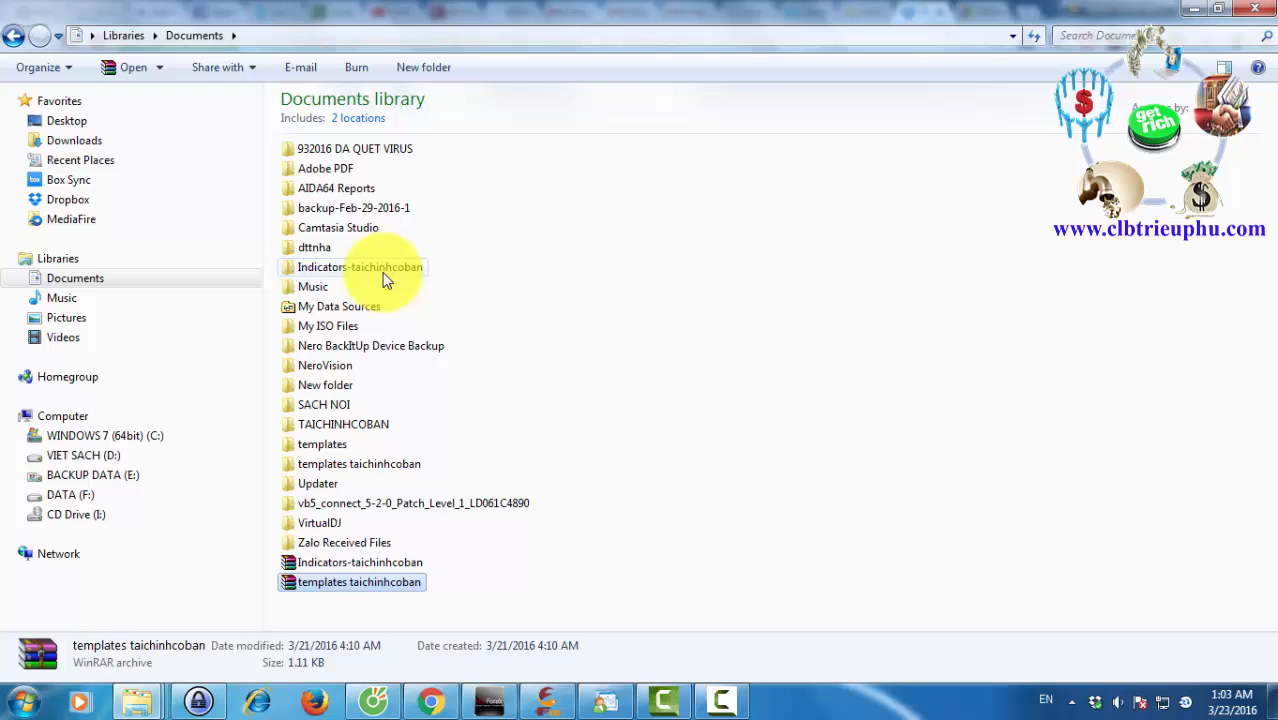 Libraries Documents
Search Docume
Organize Open Share with E-mail Burn New folder
Documents library
Includes: 2 locations
Favorites
Desktop
Downloads
Recent Places
Box Sync
Dropbox
MediaFire
Libraries
Documents
Music
Pictures
Videos
Homegroup
Computer
WINDOWS 7 (64bit) (C:)
VIET SACH (D:)
BACKUP DATA (E:)
DATA (F:)
CD Drive (I:)
Network
932016 DA QUET VIRUS
Adobe PDF
AIDA64 Reports
backup-Feb-29-2016-1
Camtasia Studio
dttnha
Indicators-taichinhcoban
Music
My Data Sources
My ISO Files
Nero BackItUp Device Backup
NeroVision
New folder
SACH NOI
TAICHINHCOBAN
templates
templates taichinhcoban
Updater
vb5_connect_5-2-0_Patch_Level_1_LD061C4890
VirtualDJ
Zalo Received Files
Indicators-taichinhcoban
templates taichinhcoban
by:
$
get
rich
$
www.clbtrieuphu.com
templates taichinhcoban Date modified: 3/21/2016 4:10 AM Date created: 3/21/2016 4:10 AM
WinRAR archive Size: 1.11 KB
Forex
EN
1:03 AM
3/23/2016